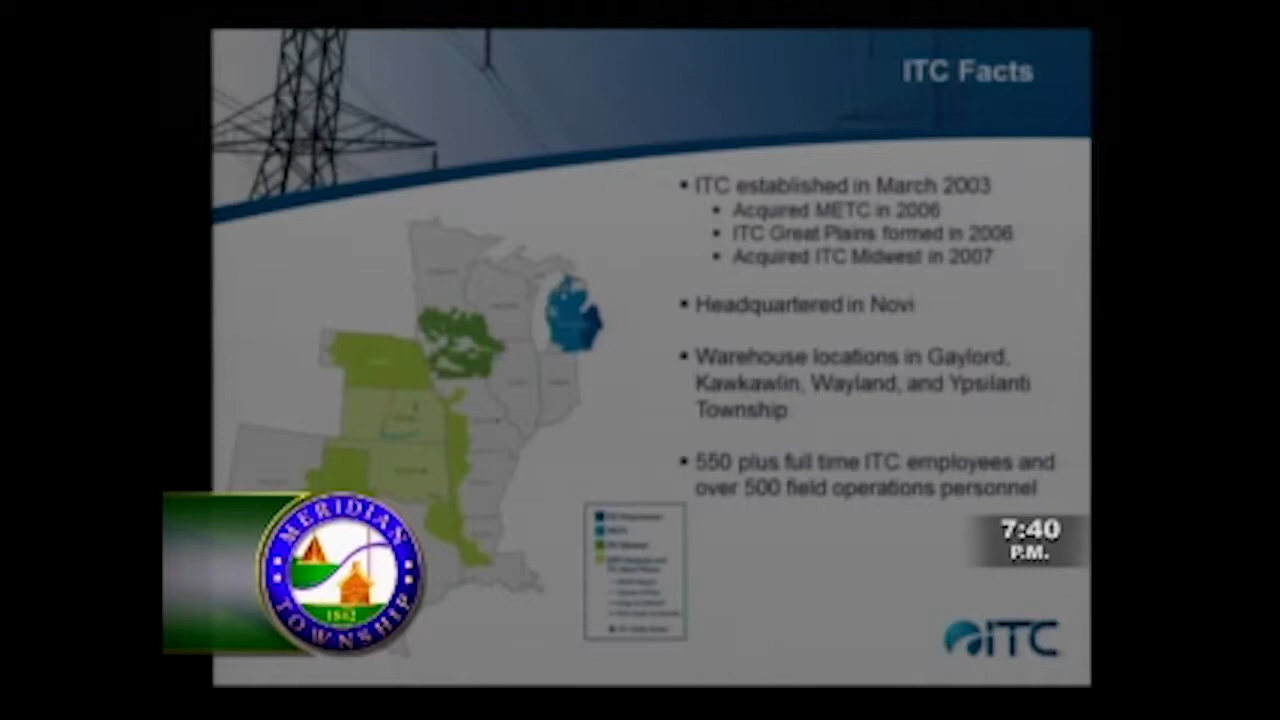 ITC Facts
▪ ITC established in March 2003
• Acquired METC in 2006
• ITC Great Plains formed in 2006
• Acquired ITC Midwest in 2007
▪ Headquartered in Novi
▪ Warehouse locations in Gaylord,
Kawkawlin, Wayland, and Ypsilanti
Township
▪ 550 plus full time ITC employees and
over 500 field operations personnel
MERIDIAN
1842
TOWNSHIP
7:40
P.M.
ITC